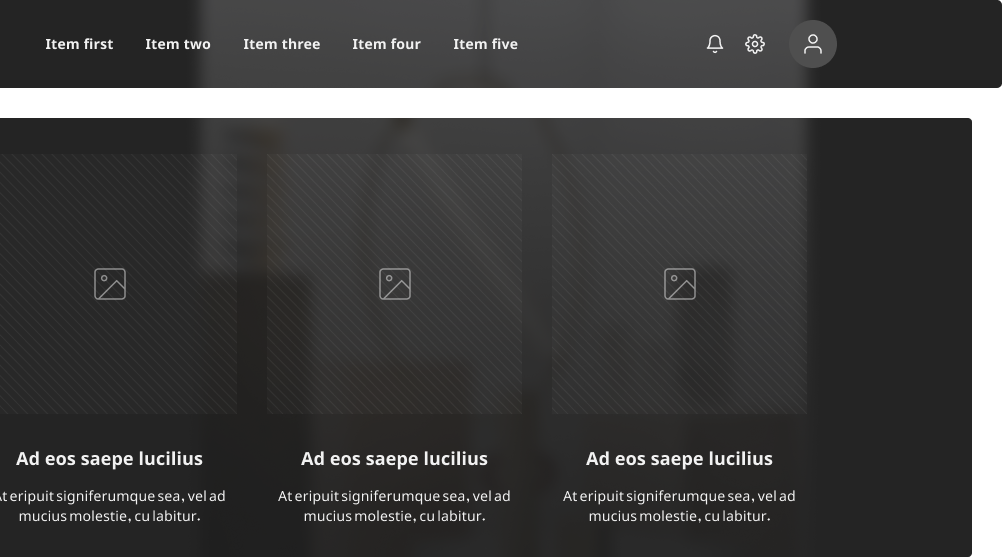 Item first Item two Item three Item four Item five
Ad eos saepe lucilius Ad eos saepe lucilius Ad eos saepe lucilius
At eripuit signiferumque sea, vel ad
mucius molestie, cu labitur.
At eripuit signiferumque sea, vel ad
mucius molestie, cu labitur.
At eripuit signiferumque sea, vel ad
mucius molestie, cu labitur.